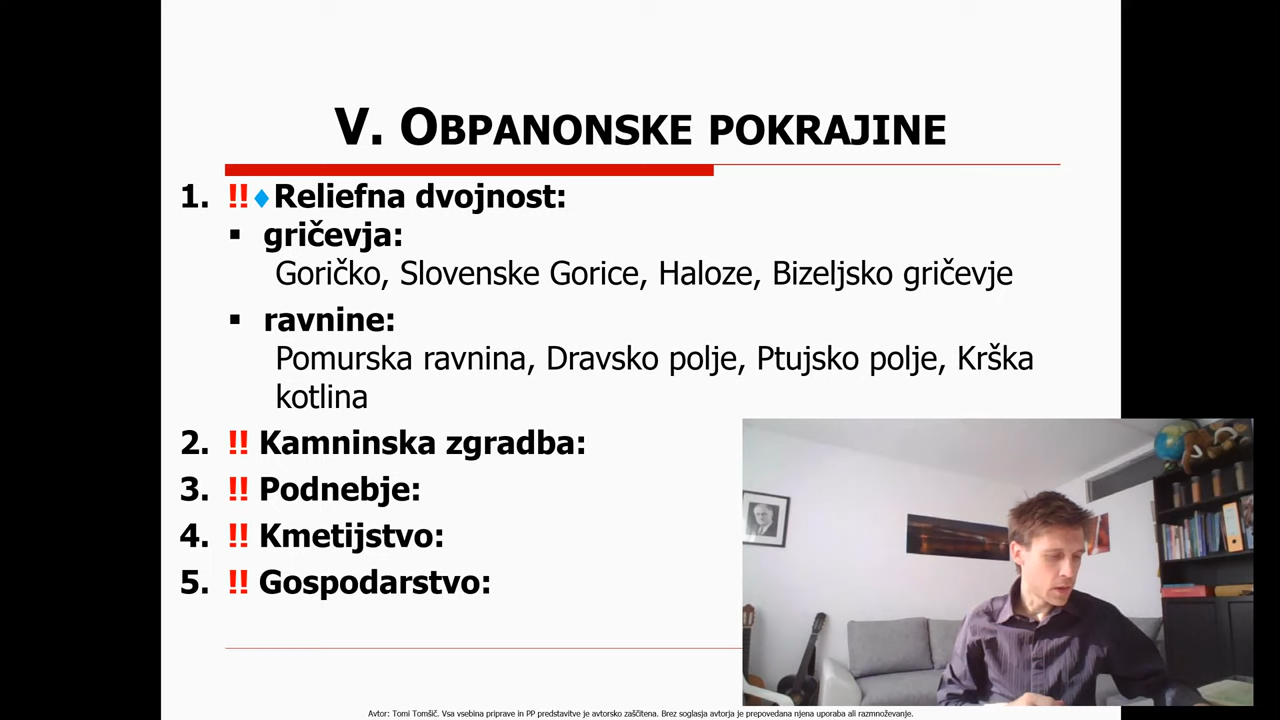 V. OBPANONSKE POKRAJINE
1. !!♦Reliefna dvojnost:
▪ gričevja:
Goričko, Slovenske Gorice, Haloze, Bizeljsko gričevje
▪ ravnine:
Pomurska ravnina, Dravsko polje, Ptujsko polje, Krška
kotlina
2. !! Kamninska zgradba:
3. !! Podnebje:
4. !! Kmetijstvo:
5. !! Gospodarstvo:
Avtor: Tomi Tomšič. Vsa vsebina priprave in PP predstavitve je avtorsko zaščitena. Brez soglasja avtorja je prepovedana njena uporaba ali razmnoževanje.